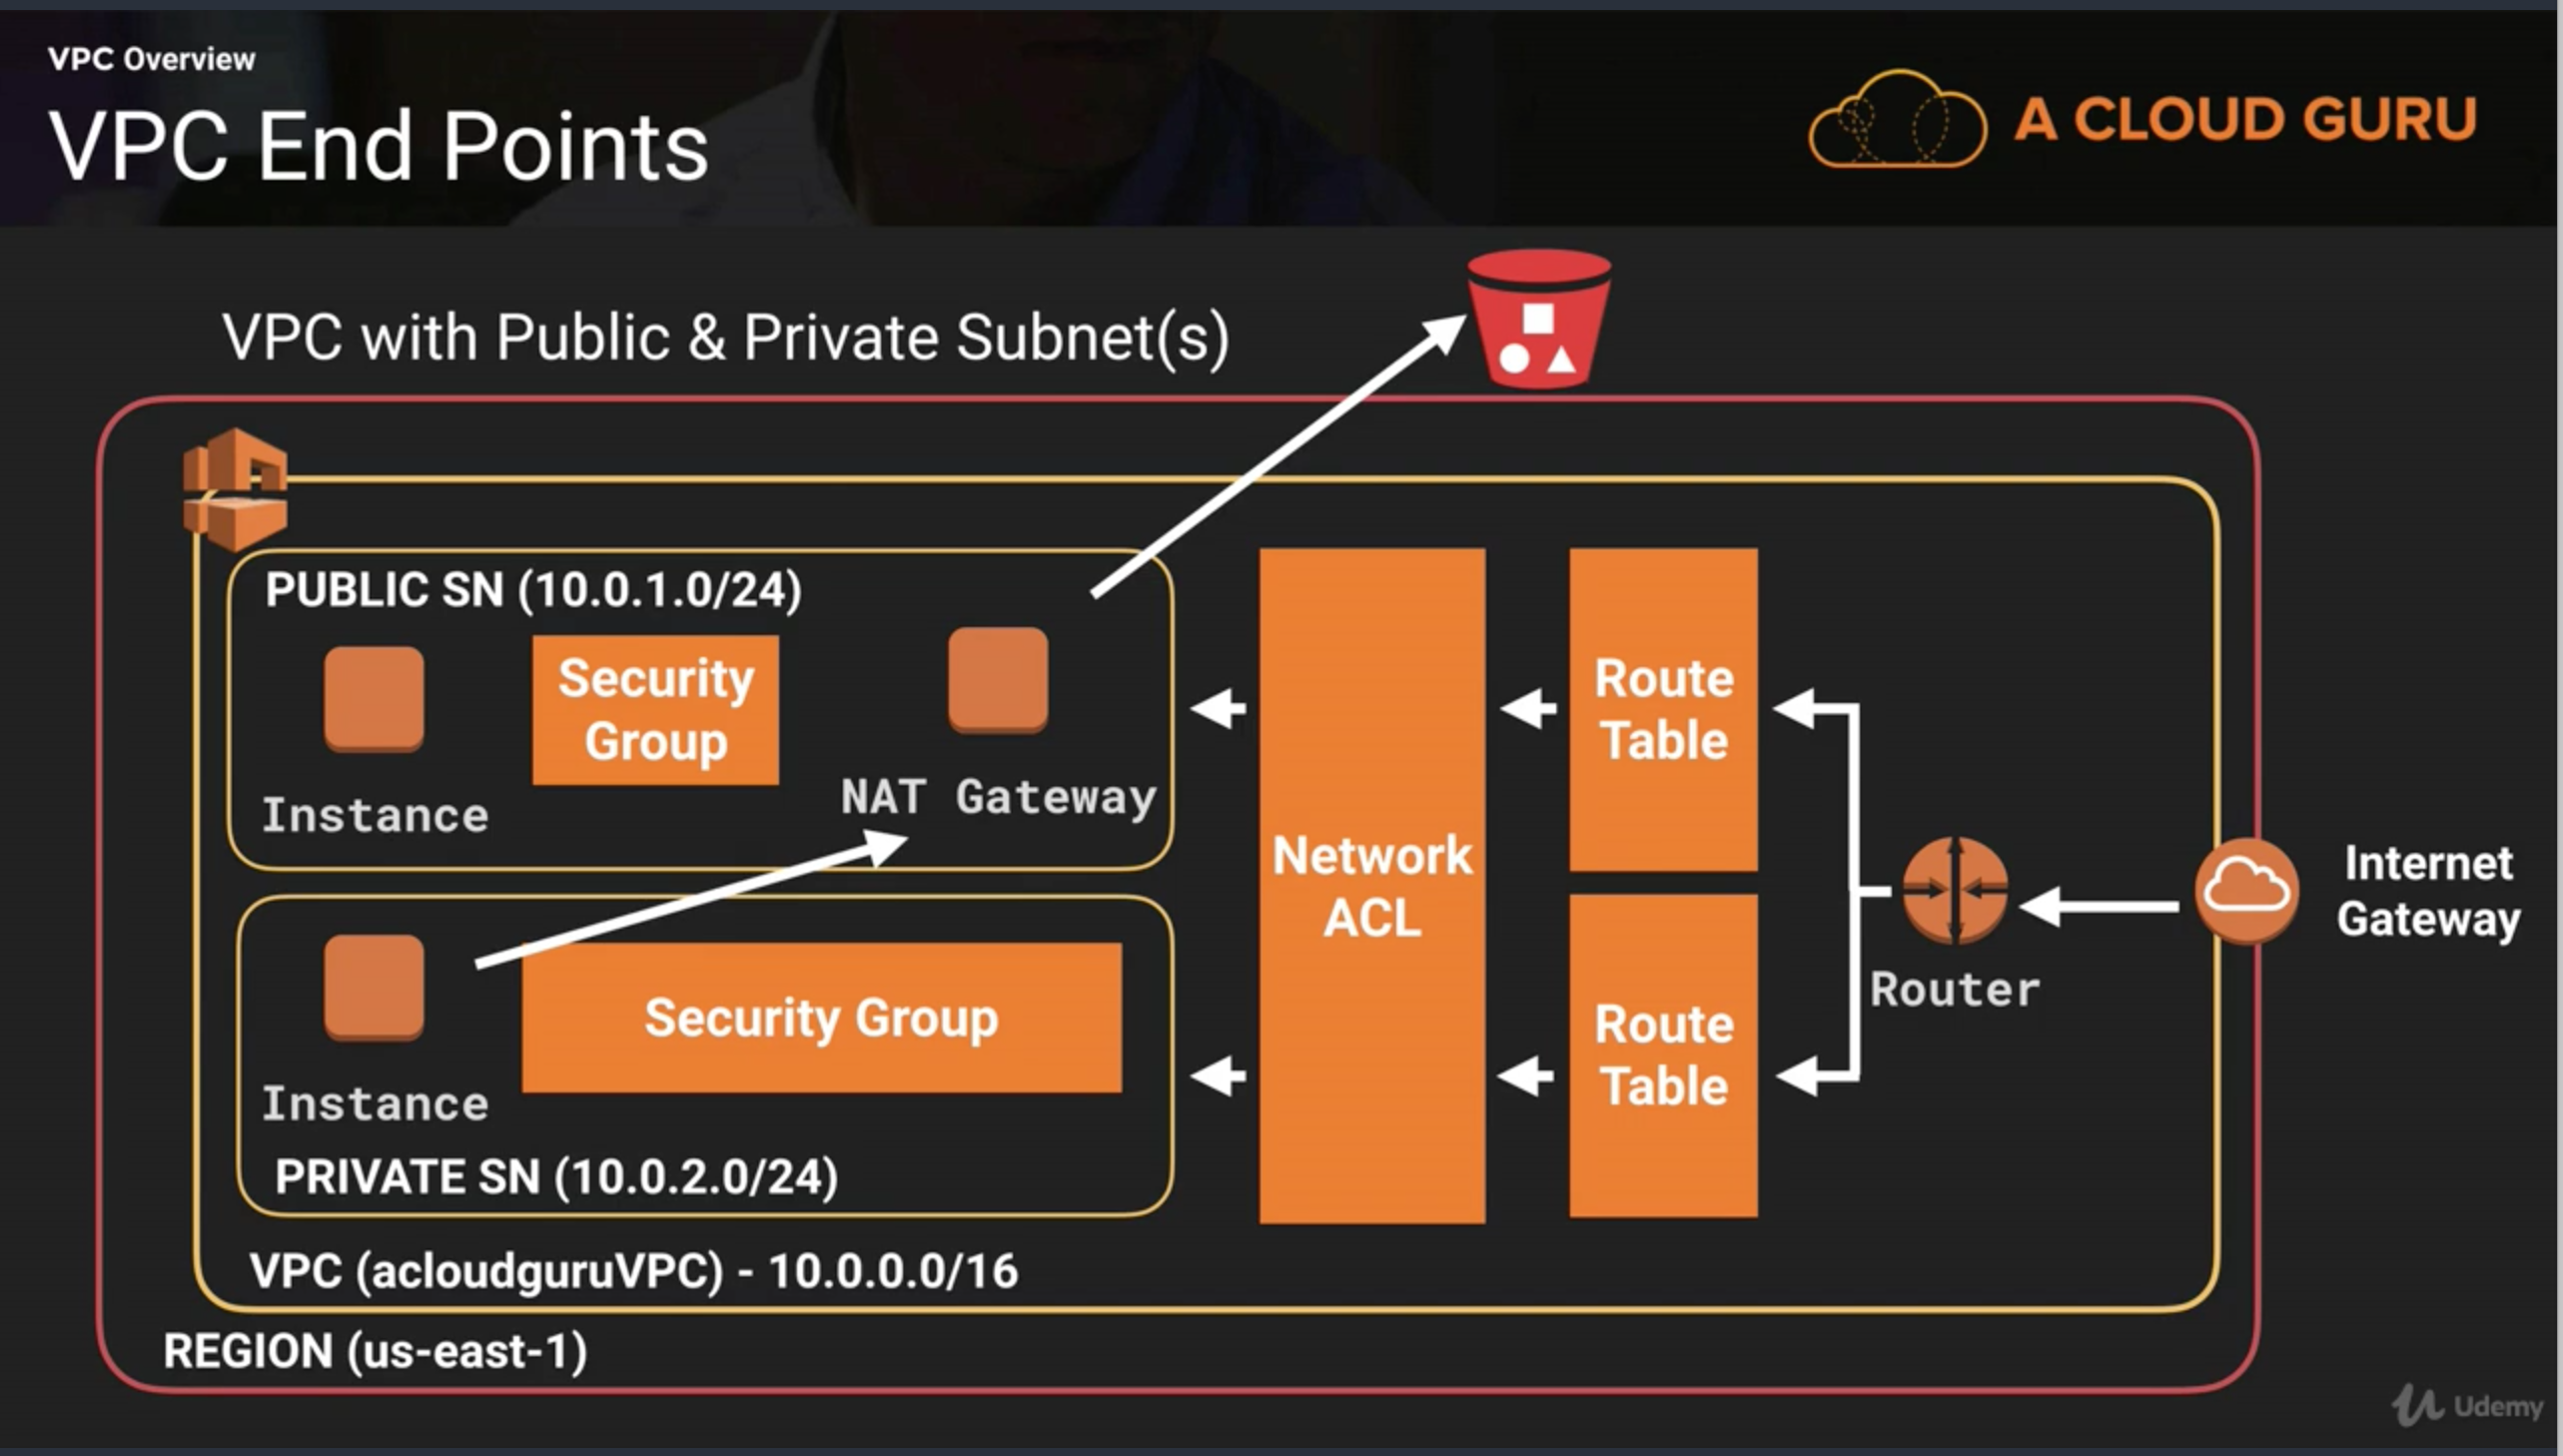 VPC Overview
VPC End Points
A CLOUD GURU
VPC with Public & Private Subnet(s)
PUBLIC SN (10.0.1.0/24)
Security
Group
Instance
NAT Gateway
Security Group
Instance
PRIVATE SN (10.0.2.0/24)
Network
ACL
Route
Table
Route
Table
Router
Internet
Gateway
VPC (acloudguruVPC) - 10.0.0.0/16
REGION (us-east-1)
Udemy